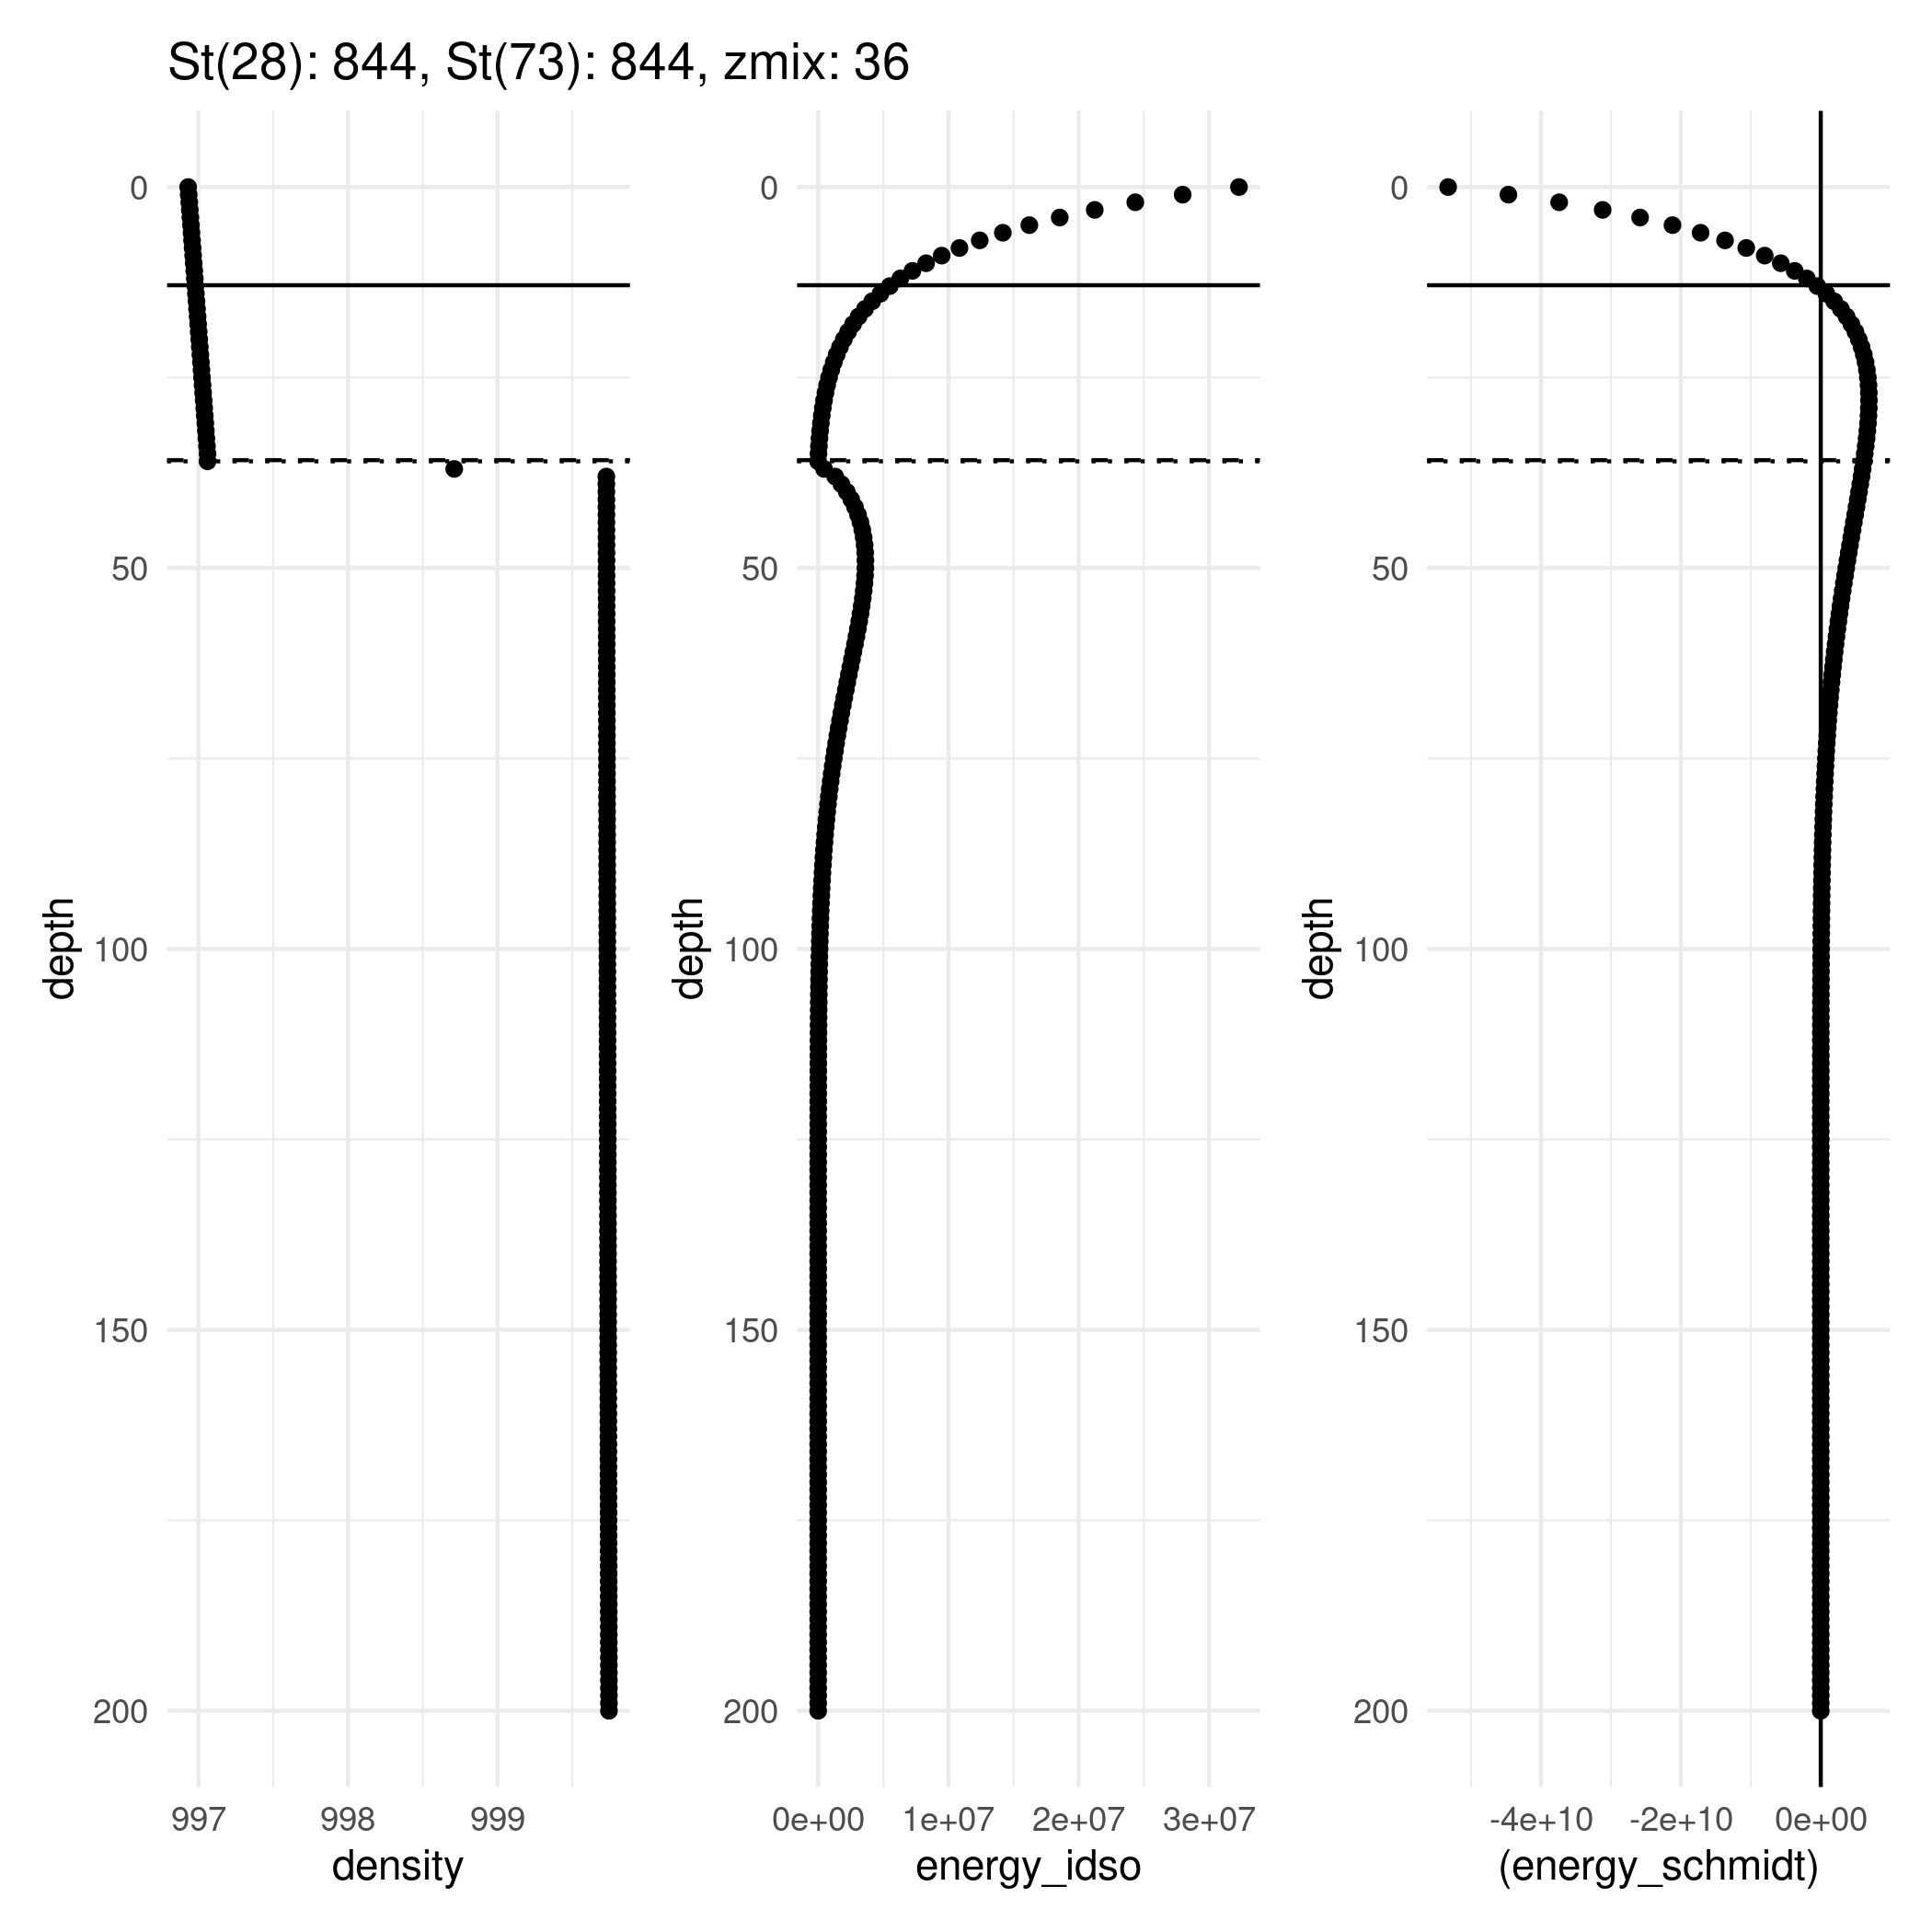 St(28): 844, St(73): 844, zmix: 36
0
50
100
150
200
depth
997 998 999
density
0
50
100
150
200
depth
0e+00 1e+07 2e+07 3e+07
energy_idso
0
50
100
150
200
depth
-4e+10 -2e+10 0e+00
(energy_schmidt)